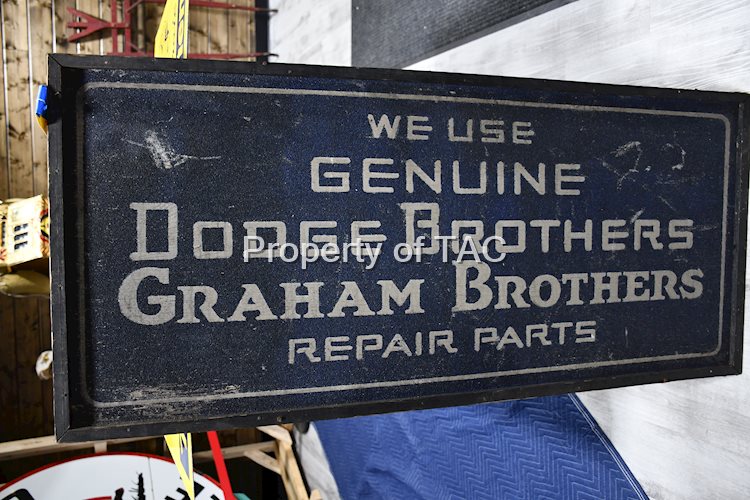 WE USE
GENUINE
DODGE BROTHERS
Property of TAC
GRAHAM BROTHERS
REPAIR PARTS